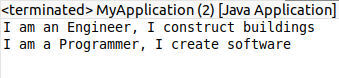 <terminated> MyApplication (2) [Java Application]
I am an Engineer, I construct buildings
I am a Programmer, I create software